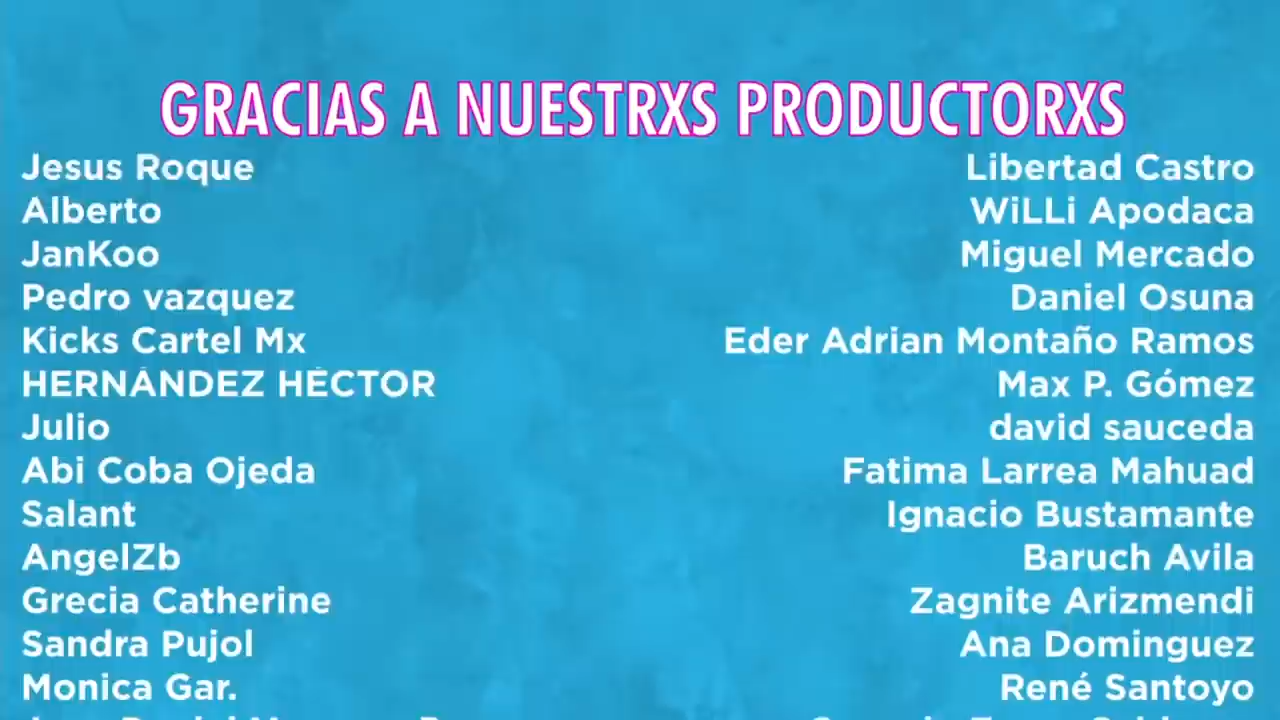 GRACIAS A NUESTRXS PRODUCTORXS
Jesus Roque
Alberto
JanKoo
Pedro vazquez
Kicks Cartel Mx
HERNÁNDEZ HÉCTOR
Julio
Abi Coba Ojeda
Salant
AngelZb
Grecia Catherine
Sandra Pujol
Monica Gar.
Libertad Castro
WiLLi Apodaca
Miguel Mercado
Daniel Osuna
Eder Adrian Montaño Ramos
Max P. Gómez
david sauceda
Fatima Larrea Mahuad
Ignacio Bustamante
Baruch Avila
Zagnite Arizmendi
Ana Dominguez
René Santoyo